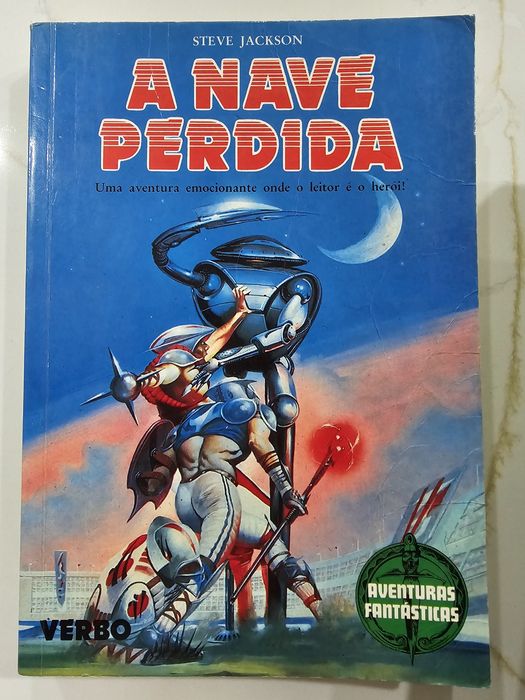 STEVE JACKSON
A NAVE
PERDIDA
Uma aventura emocionante onde o leitor é o herói!
AVENTURAS
FANTÁSTICAS
VERBO